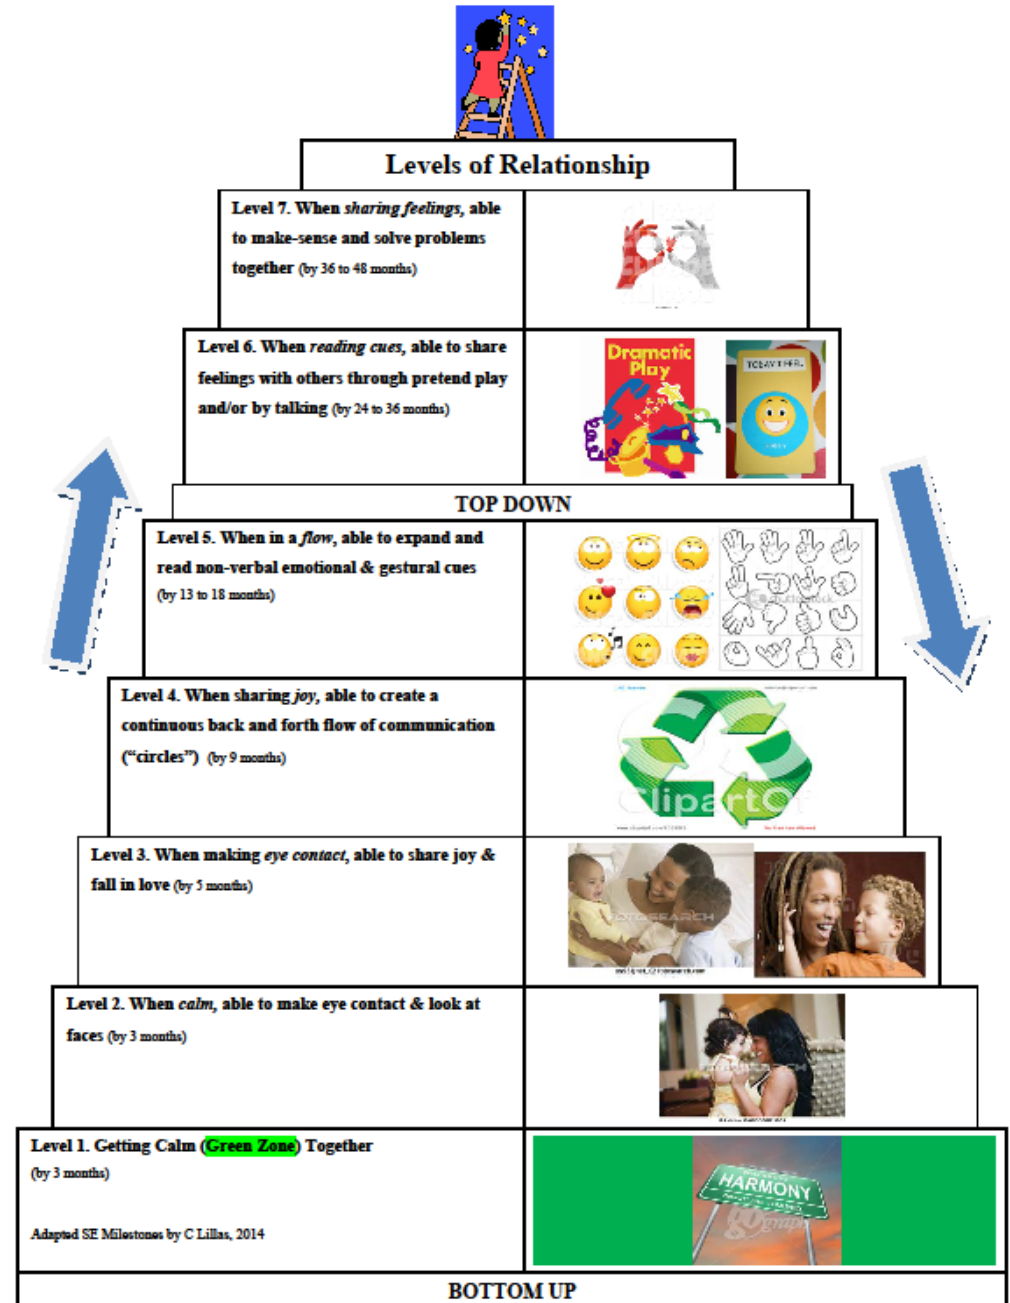 Levels of Relationship
Level 7. When sharing feelings, able
to make-sense and solve problems
together (by 36 to 48 months)
Level 6. When reading cues, able to share
feelings with others through pretend play
and/or by talking (by 24 to 36 months)
Dramatic
Play
TODAY I FEEL
TOP DOWN
Level 5. When in a flow, able to expand and
read non-verbal emotional & gestural cues
(by 13 to 18 months)
Level 4. When sharing joy, able to create a
continuous back and forth flow of communication
(“circles”) (by 9 months)
ClipartOf
Level 3. When making eye contact, able to share joy &
fall in love (by 5 months)
FOTOSEARCH
Level 2. When calm, able to make eye contact & look at
faces (by 3 months)
Level 1. Getting Calm (Green Zone) Together
(by 3 months)
HARMONY
Adapted SE Milestones by C Lillas, 2014
BOTTOM UP